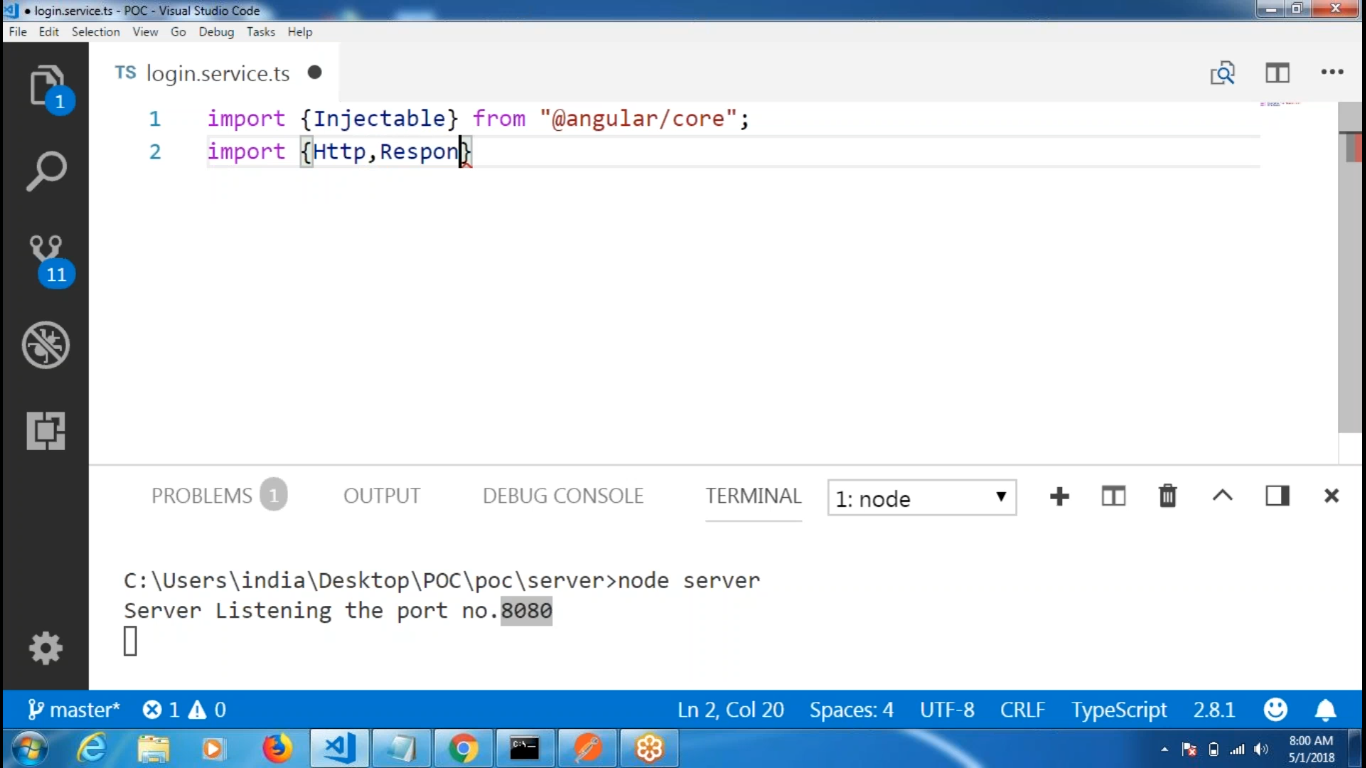 ● login.service.ts - POC - Visual Studio Code
File Edit Selection View Go Debug Tasks Help
TS login.service.ts ●
1 import {Injectable} from "@angular/core";
2 import {Http,Respon}
1
11
PROBLEMS 1 OUTPUT DEBUG CONSOLE TERMINAL 1: node
C:\Users\india\Desktop\POC\poc\server>node server
Server Listening the port no.8080
master* 1 0 Ln 2, Col 20 Spaces: 4 UTF-8 CRLF TypeScript 2.8.1
8:00 AM
5/1/2018